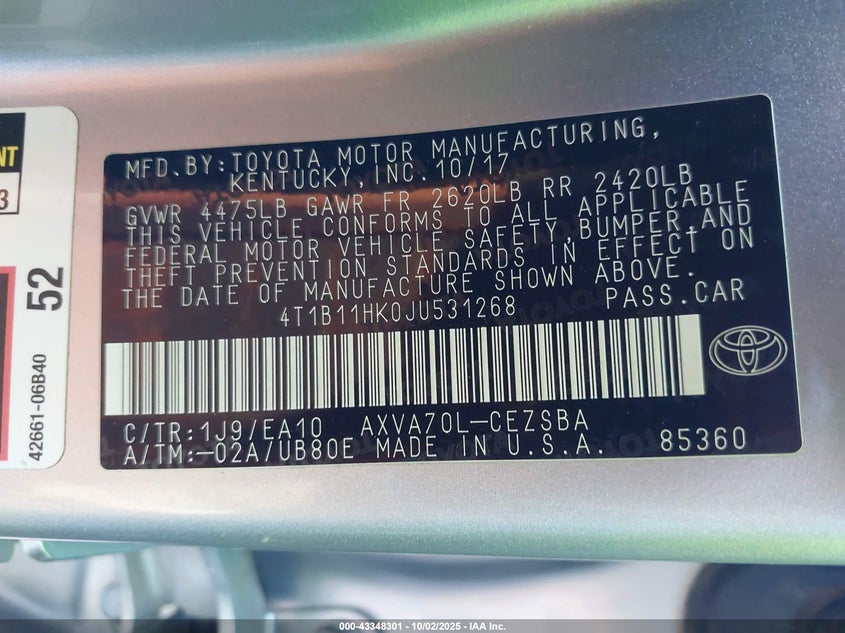 MFD.BY:TOYOTA MOTOR MANUFACTURING,
KENTUCKY,INC.10/17
GVWR 4475LB GAWR FR 2620LB RR 2420LB
THIS VEHICLE CONFORMS TO ALL APPLICABLE
FEDERAL MOTOR VEHICLE SAFETY,BUMPER,AND
THEFT PREVENTION STANDARDS IN EFFECT ON
THE DATE OF MANUFACTURE SHOWN ABOVE.
4T1B11HK0JU531268 PASS.CAR
C/TR:1J9/EA10 AXVA70L-CEZSBA
A/TM:-02A/UB80E MADE IN U.S.A. 85360
NT
3
52
42661-06B40
000-43348301 - 10/02/2025 - IAA Inc.